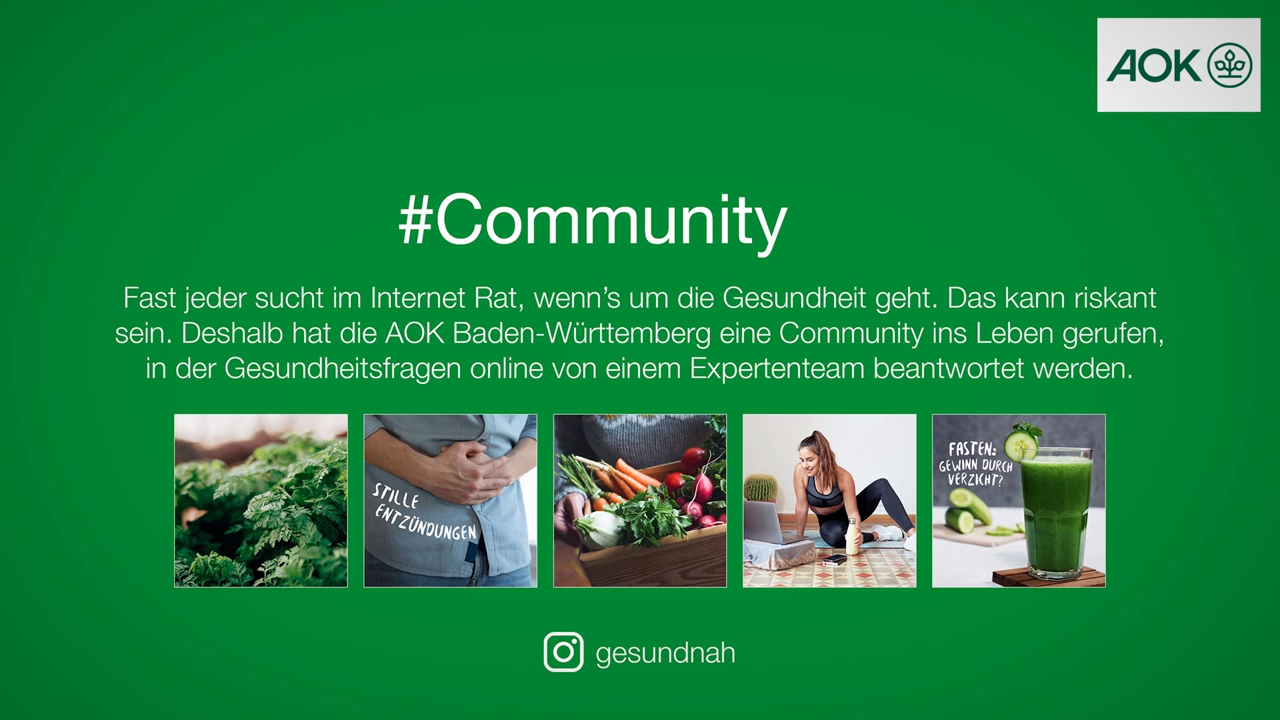 AOK
#Community
Fast jeder sucht im Internet Rat, wenn’s um die Gesundheit geht. Das kann riskant
sein. Deshalb hat die AOK Baden-Württemberg eine Community ins Leben gerufen,
in der Gesundheitsfragen online von einem Expertenteam beantwortet werden.
STILLE
ENTZÜNDUNGEN
FASTEN:
GEWINN DURCH
VERZICHT?
gesundnah